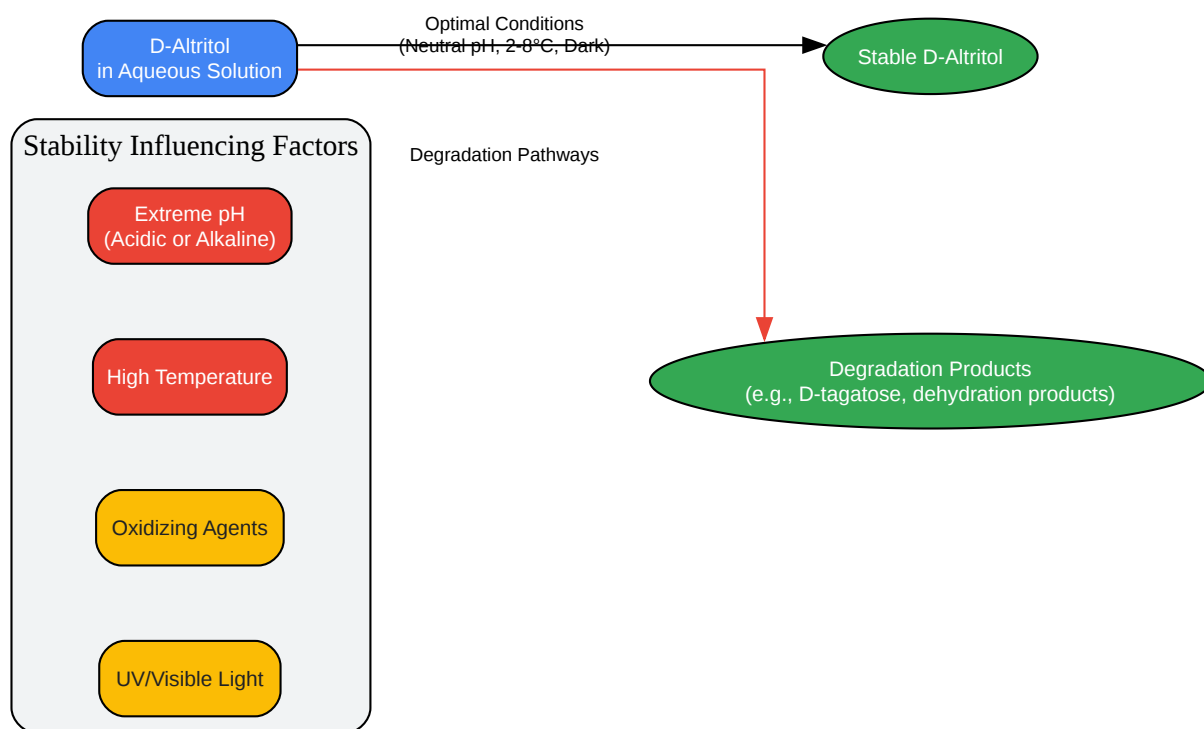 D-Altritol
in Aqueous Solution
Optimal Conditions
(Neutral pH, 2-8°C, Dark)
Stable D-Altritol
Stability Influencing Factors
Degradation Pathways
Extreme pH
(Acidic or Alkaline)
High Temperature
Degradation Products
(e.g., D-tagatose, dehydration products)
Oxidizing Agents
UV/Visible Light